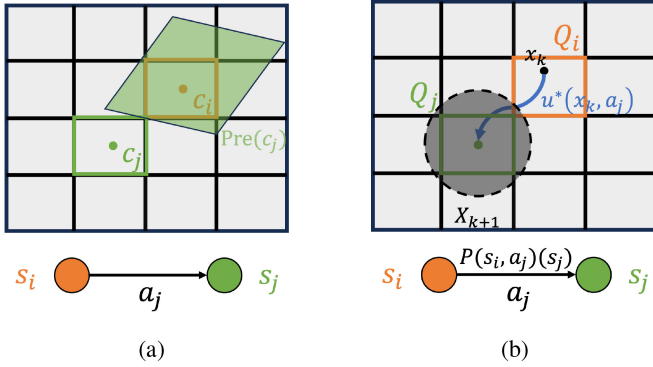 c_i
Pre(c_j)
c_j
s_i
a_j
s_j
(a)
Q_i
x_k
Q_j
u*(x_k, a_j)
X_{k+1}
P(s_i, a_j)(s_j)
s_i
a_j
s_j
(b)